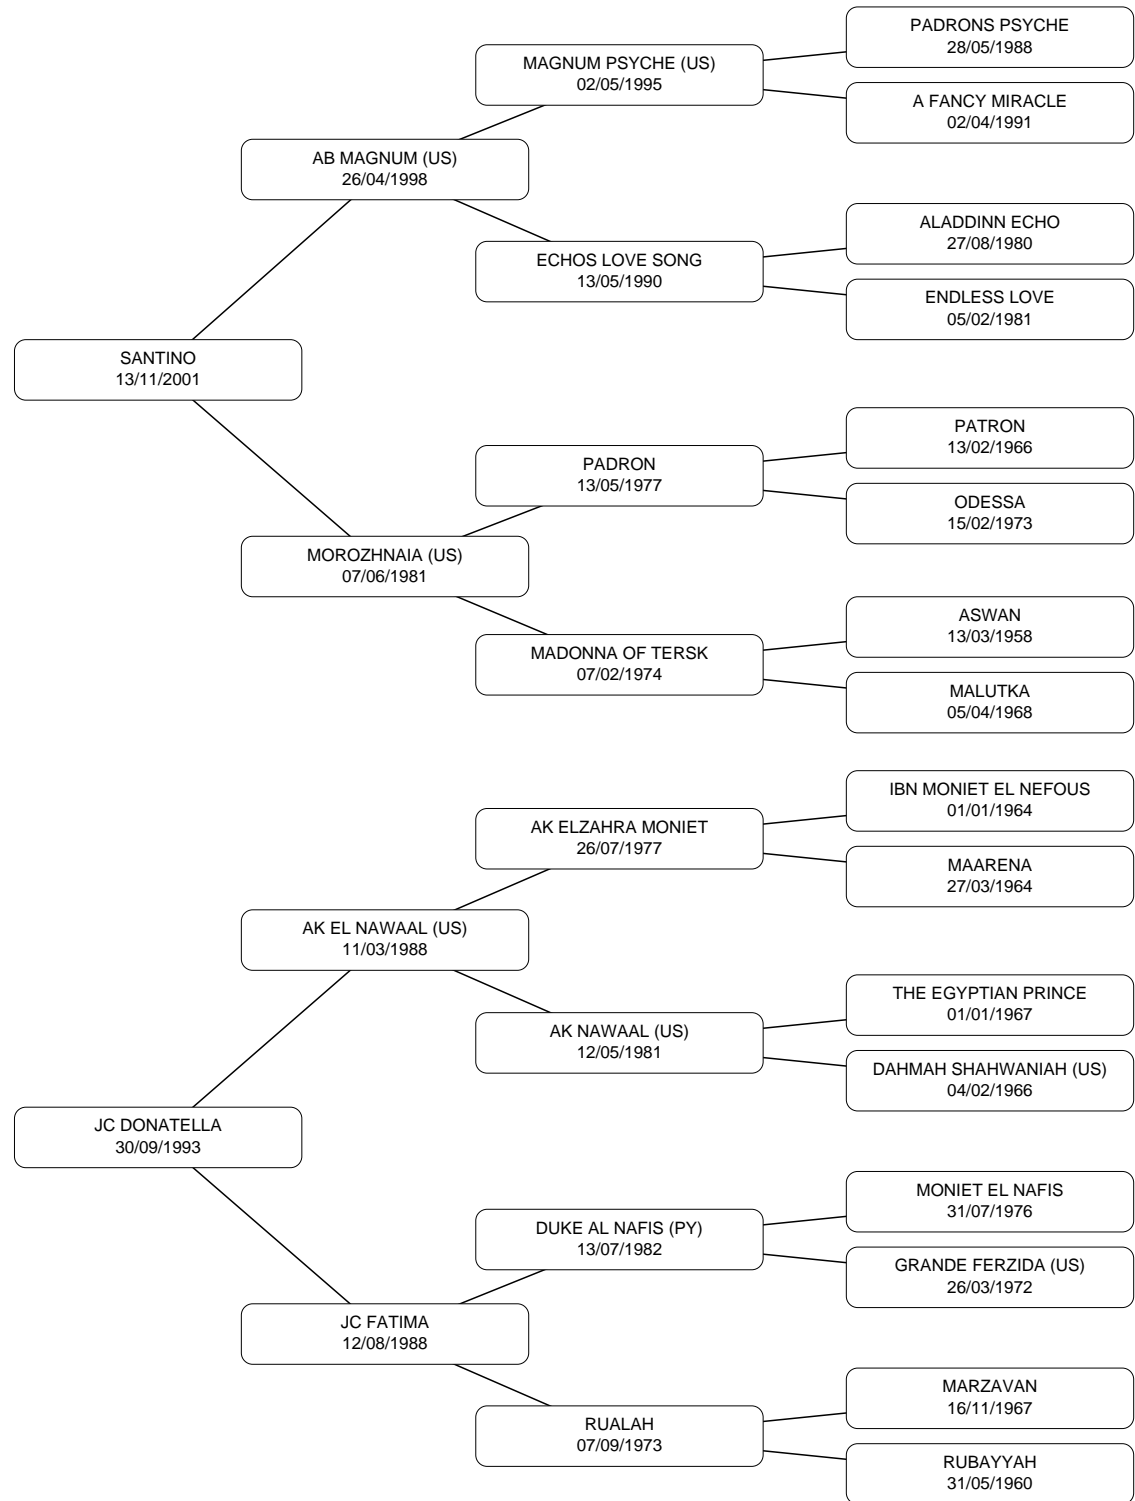 PADRONS PSYCHE
28/05/1988
MAGNUM PSYCHE (US)
02/05/1995
A FANCY MIRACLE
02/04/1991
AB MAGNUM (US)
26/04/1998
ALADDINN ECHO
27/08/1980
ECHOS LOVE SONG
13/05/1990
ENDLESS LOVE
05/02/1981
SANTINO
13/11/2001
PATRON
13/02/1966
PADRON
13/05/1977
ODESSA
15/02/1973
MOROZHNAIA (US)
07/06/1981
ASWAN
13/03/1958
MADONNA OF TERSK
07/02/1974
MALUTKA
05/04/1968
IBN MONIET EL NEFOUS
01/01/1964
AK ELZAHRA MONIET
26/07/1977
MAARENA
27/03/1964
AK EL NAWAAL (US)
11/03/1988
THE EGYPTIAN PRINCE
01/01/1967
AK NAWAAL (US)
12/05/1981
DAHMAH SHAHWANIAH (US)
04/02/1966
JC DONATELLA
30/09/1993
MONIET EL NAFIS
31/07/1976
DUKE AL NAFIS (PY)
13/07/1982
GRANDE FERZIDA (US)
26/03/1972
JC FATIMA
12/08/1988
MARZAVAN
16/11/1967
RUALAH
07/09/1973
RUBAYYAH
31/05/1960